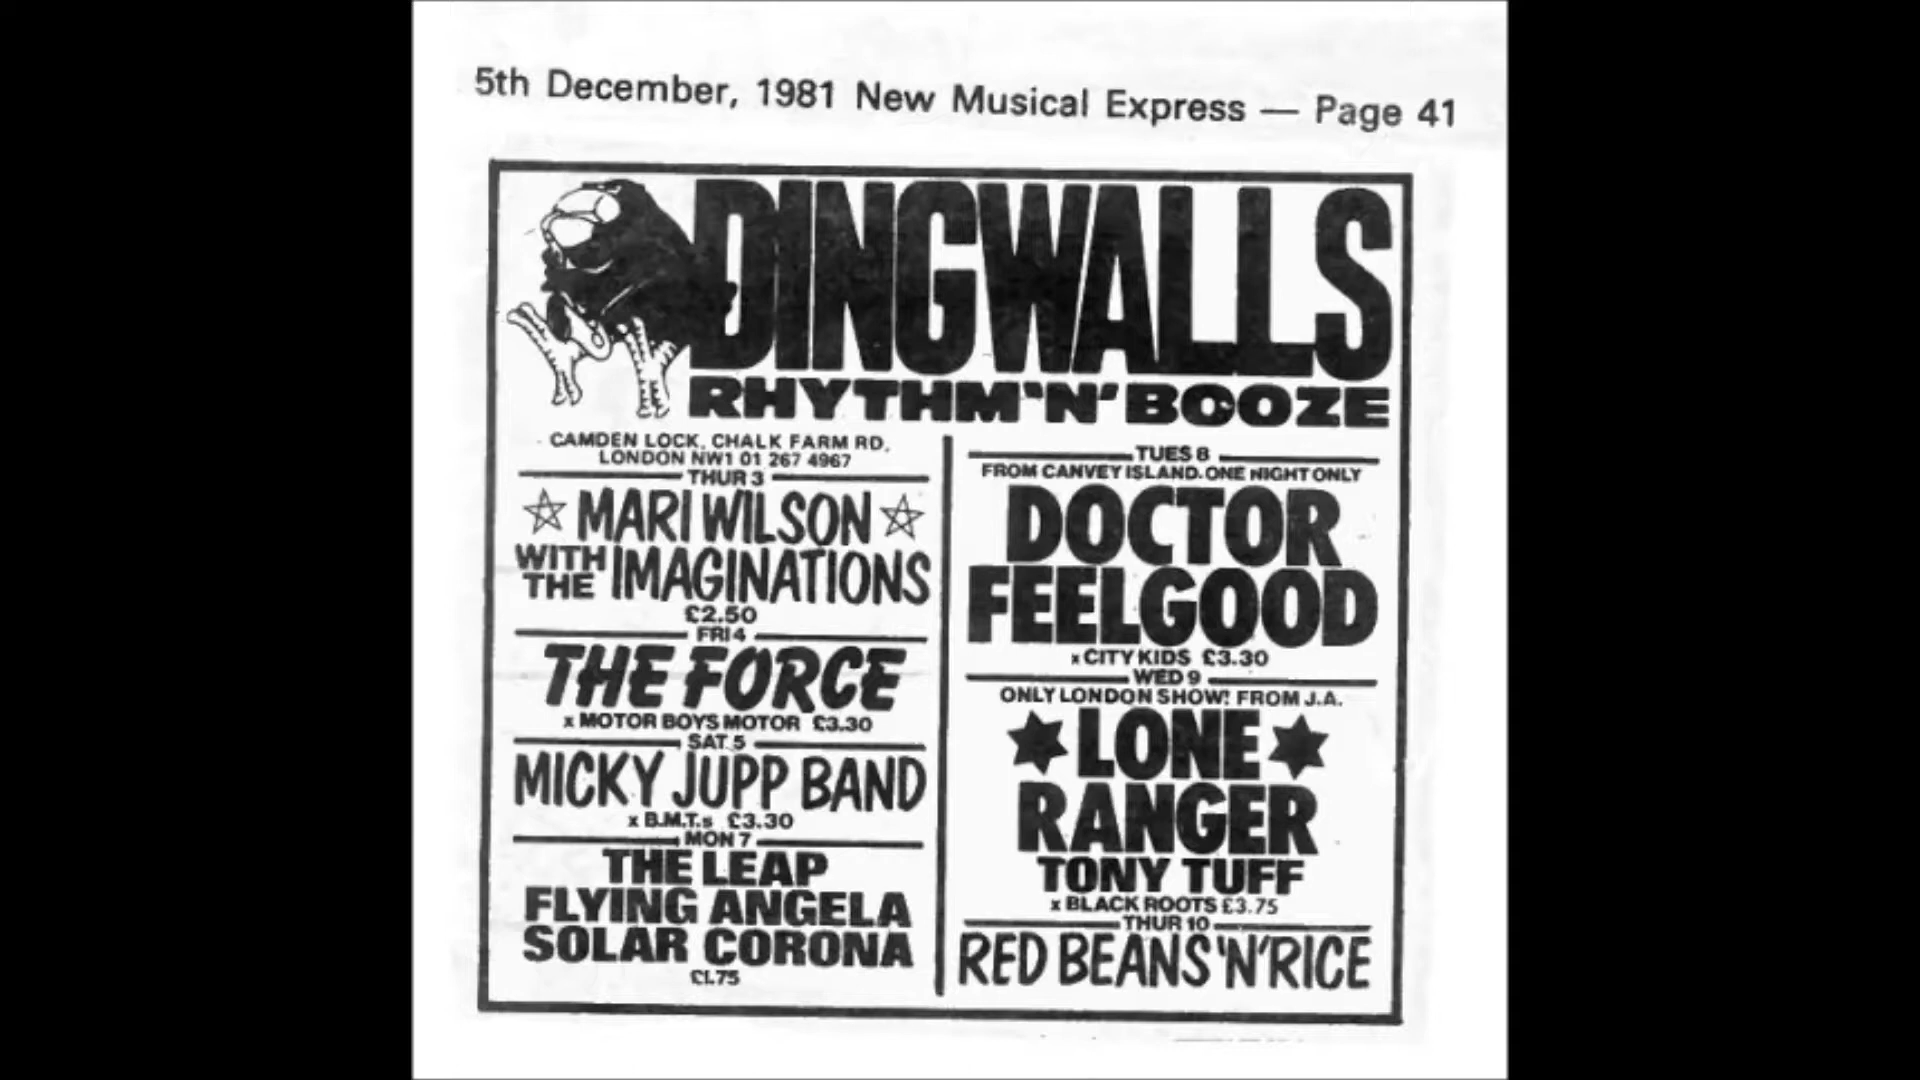 5th December, 1981 New Musical Express — Page 41
DINGWALLS
RHYTHM 'N' BOOZE
CAMDEN LOCK, CHALK FARM RD,
LONDON NW1 01 267 4967
THUR 3
MARI WILSON
WITH THE IMAGINATIONS
£2.50
FRI 4
THE FORCE
x MOTOR BOYS MOTOR £3.30
SAT 5
MICKY JUPP BAND
x B.M.T.s £3.30
MON 7
THE LEAP
FLYING ANGELA
SOLAR CORONA
£1.75
TUES 8
FROM CANVEY ISLAND. ONE NIGHT ONLY
DOCTOR
FEELGOOD
x CITY KIDS £3.30
WED 9
ONLY LONDON SHOW! FROM J.A.
LONE
RANGER
TONY TUFF
x BLACK ROOTS £3.75
THUR 10
RED BEANS 'N' RICE